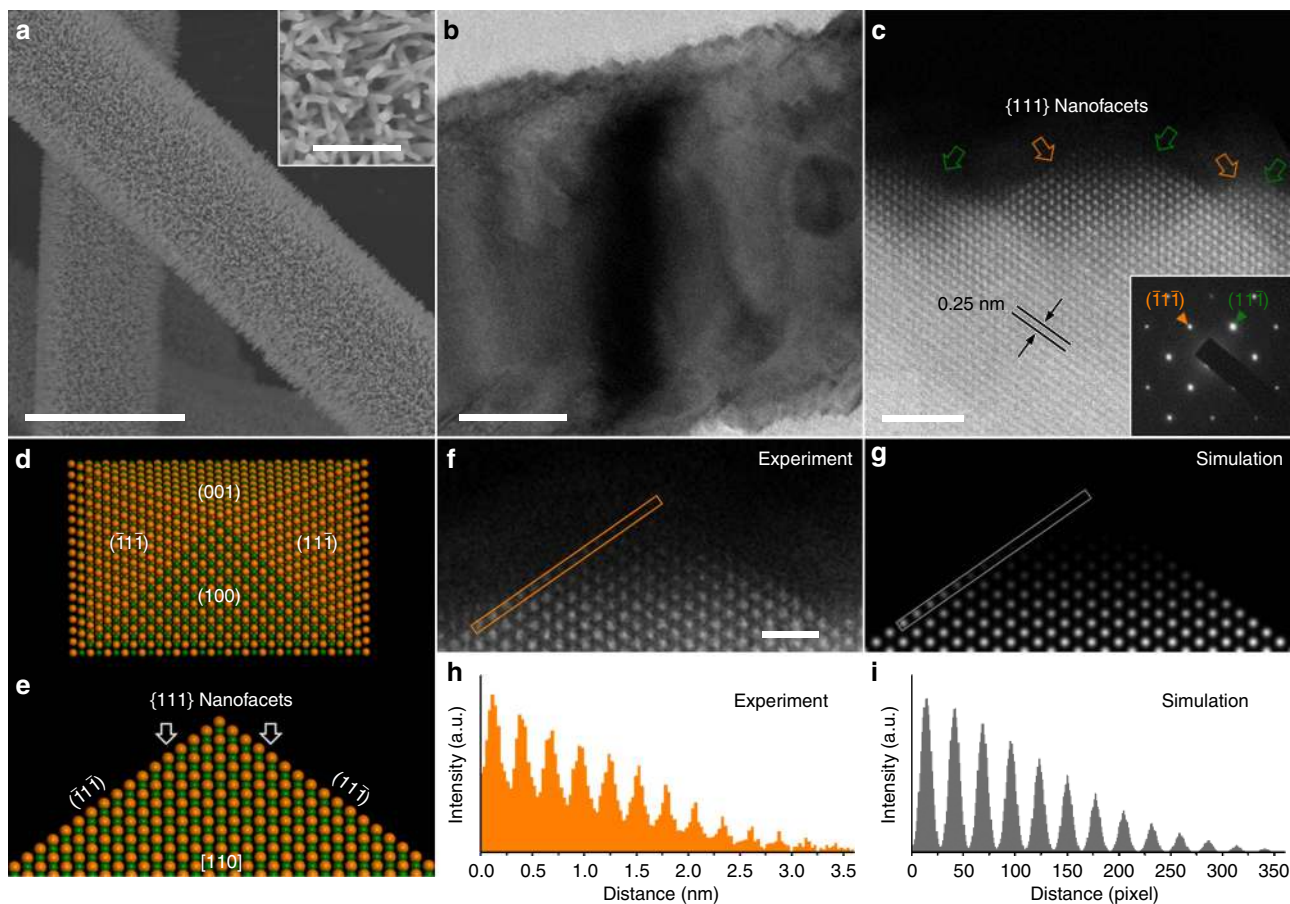 a
b
c
{111} Nanofacets
0.25 nm
(1̅11̅)
(111̅)
d
(001)
(1̅11̅)
(111̅)
(100)
e
{111} Nanofacets
(1̅11̅)
(111̅)
[110]
f
Experiment
g
Simulation
h
Experiment
Intensity (a.u.)
0.0 0.5 1.0 1.5 2.0 2.5 3.0 3.5
Distance (nm)
i
Simulation
Intensity (a.u.)
0 50 100 150 200 250 300 350
Distance (pixel)